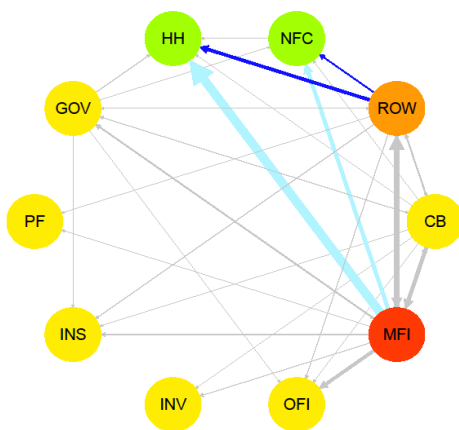 HH NFC
GOV ROW
PF CB
INS MFI
INV OFI